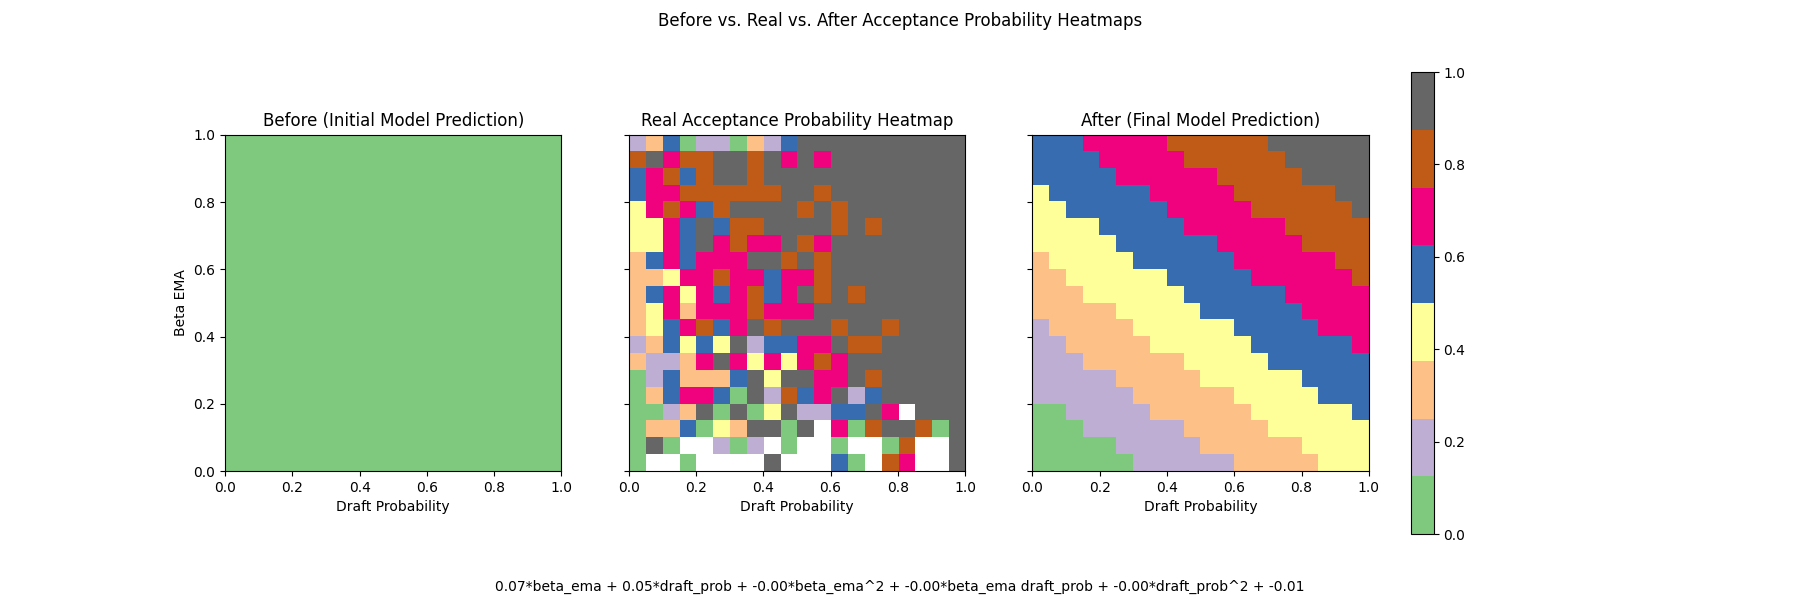 Before vs. Real vs. After Acceptance Probability Heatmaps
Before (Initial Model Prediction)
Real Acceptance Probability Heatmap
After (Final Model Prediction)
Beta EMA
1.0
0.8
0.6
0.4
0.2
0.0
0.0 0.2 0.4 0.6 0.8 1.0
Draft Probability
0.0 0.2 0.4 0.6 0.8 1.0
Draft Probability
0.0 0.2 0.4 0.6 0.8 1.0
Draft Probability
1.0
0.8
0.6
0.4
0.2
0.0
0.07*beta_ema + 0.05*draft_prob + -0.00*beta_ema^2 + -0.00*beta_ema draft_prob + -0.00*draft_prob^2 + -0.01